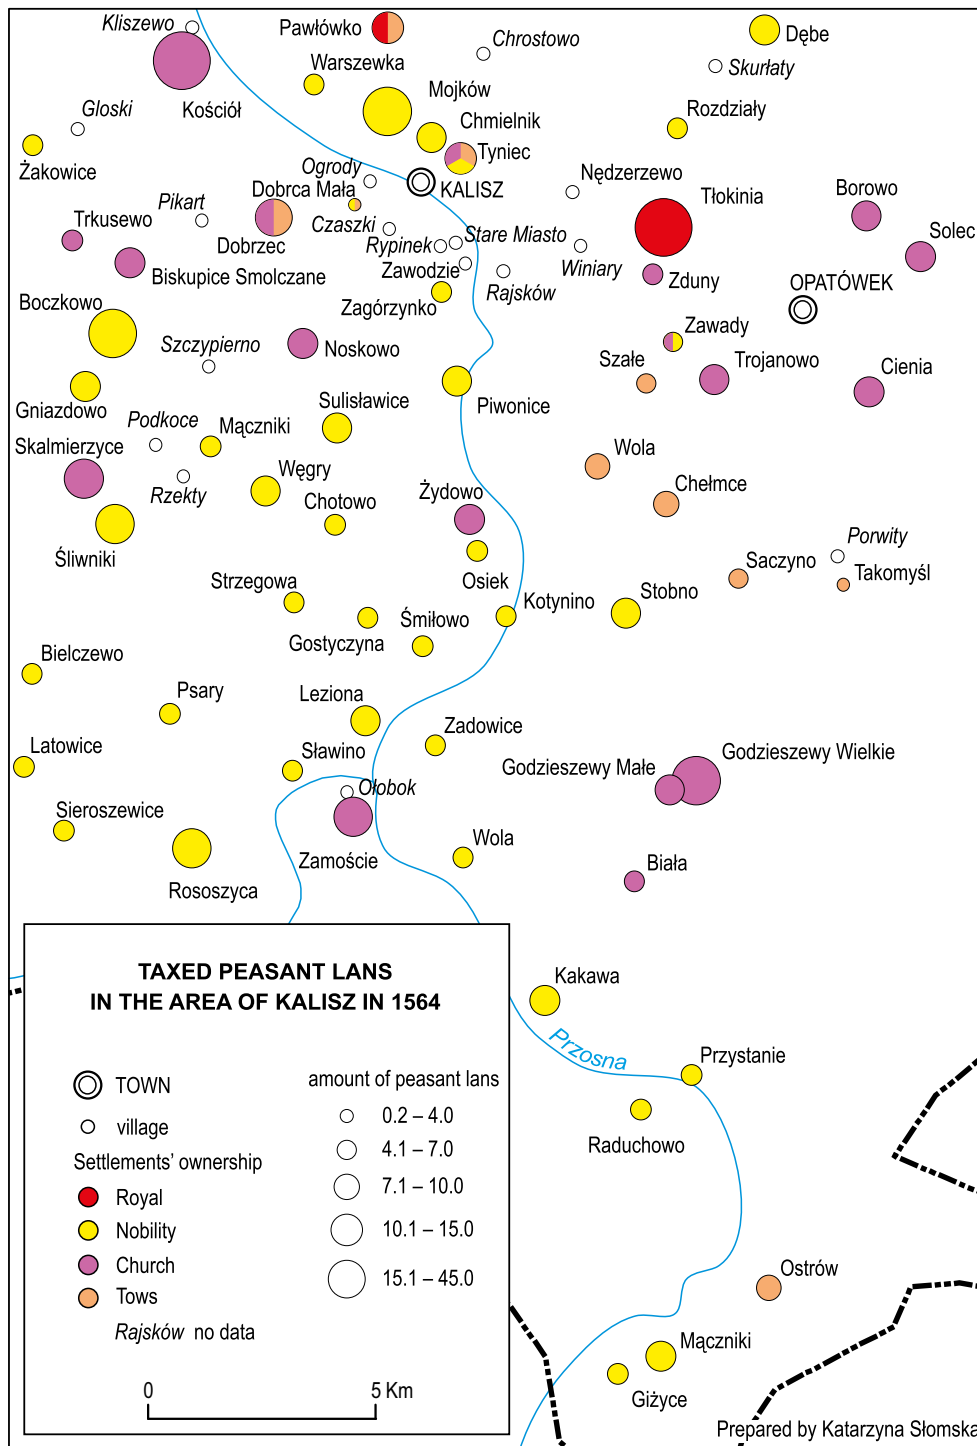 Kliszewo
Pawłówko
Chrostowo
Dębe
Warszewka
Skurłaty
Kościół
Mojków
Gloski
Rozdziały
Chmielnik
Żakowice
Tyniec
Ogrody
KALISZ
Nędzerzewo
Dobrca Mała
Tłokinia
Borowo
Pikart
Trkusewo
Czaszki
Solec
Dobrzec
Rypinek
Stare Miasto
Biskupice Smolczane
Zawodzie
Winiary
Rajsków
Zduny
OPATÓWEK
Boczkowo
Zagórzynko
Zawady
Szczypierno
Noskowo
Szałe
Trojanowo
Cienia
Gniazdowo
Sulisławice
Piwonice
Podkoce
Mączniki
Skalmierzyce
Wola
Węgry
Chełmce
Rzekty
Chotowo
Żydowo
Śliwniki
Porwity
Osiek
Saczyno
Takomyśl
Strzegowa
Kotynino
Stobno
Gostyczyna
Śmiłowo
Bielczewo
Psary
Leziona
Zadowice
Latowice
Sławino
Godzieszewy Małe
Godzieszewy Wielkie
Ołobok
Sieroszewice
Zamoście
Wola
Biała
Rososzyca
Kakawa
Przosna
Przystanie
Raduchowo
Ostrów
Mączniki
Giżyce
TAXED PEASANT LANS
IN THE AREA OF KALISZ IN 1564
TOWN
village
Settlements' ownership
Royal
Nobility
Church
Tows
Rajsków no data
amount of peasant lans
0.2 – 4.0
4.1 – 7.0
7.1 – 10.0
10.1 – 15.0
15.1 – 45.0
0 5 Km
Prepared by Katarzyna Słomska